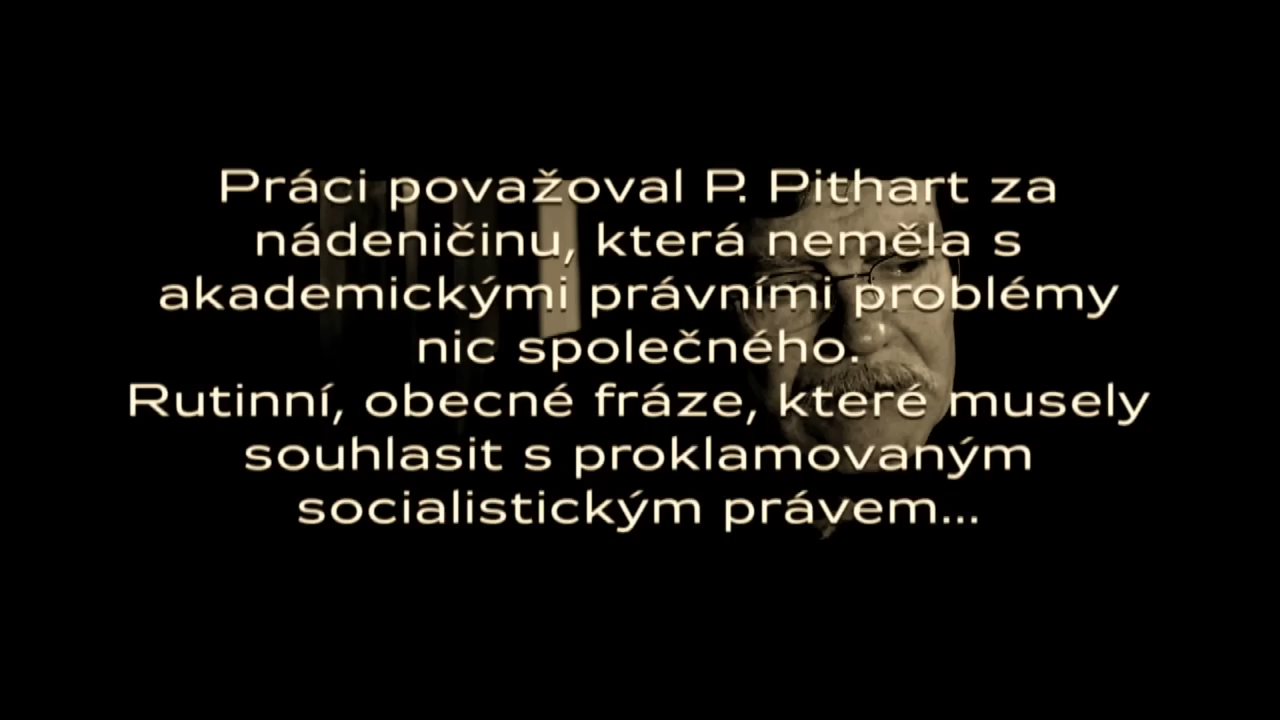 Práci považoval P. Pithart za
nádeničinu, která neměla s
akademickými právními problémy
nic společného.
Rutinní, obecné fráze, které musely
souhlasit s proklamovaným
socialistickým právem...